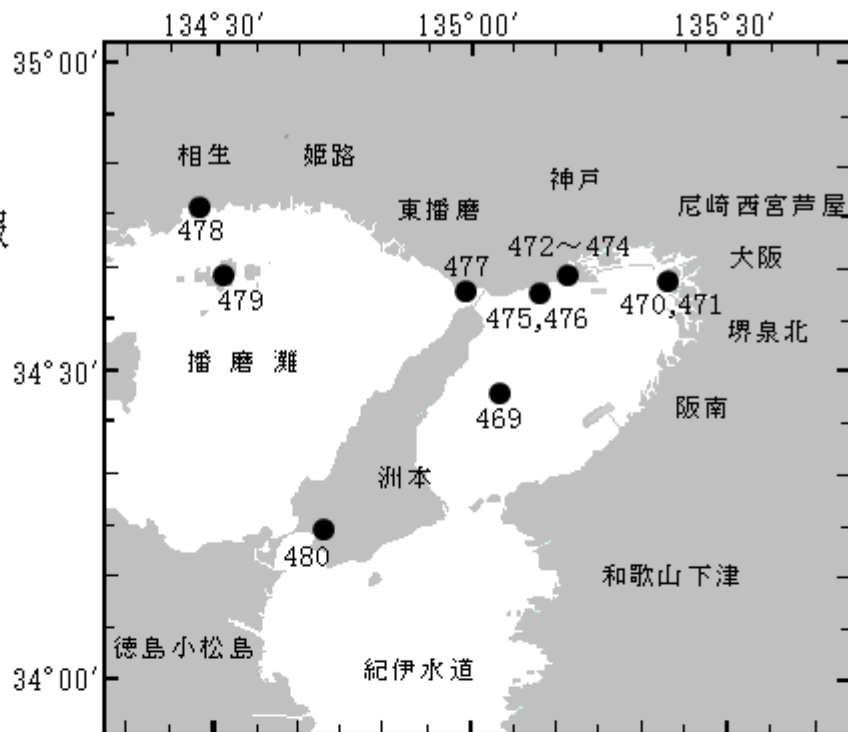 134°30′ 135°00′ 135°30′
35°00′
相生 姫路
神戸
東播磨 尼崎西宮芦屋
報
478 472～474 大阪
477
479 475,476 470,471
堺泉北
播磨灘
34°30′
469 阪南
洲本
480
和歌山下津
徳島小松島
紀伊水道
34°00′